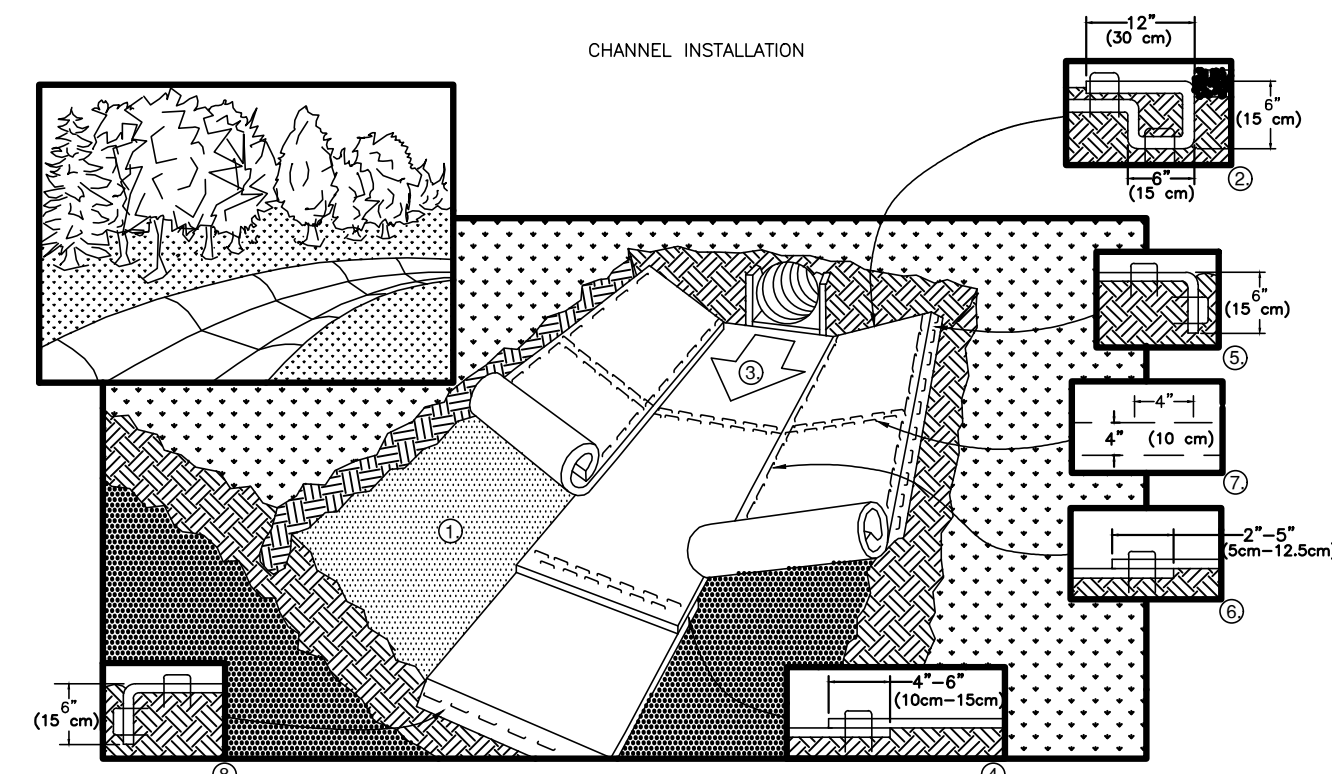 CHANNEL INSTALLATION
12"
(30 cm)
6"
(15 cm)
6"
(15 cm)
2.
6"
(15 cm)
5.
3.
4"
4" (10 cm)
7.
1.
2"-5"
(5cm-12.5cm)
6.
4"-6"
(10cm-15cm)
6"
(15 cm)
8.
4.